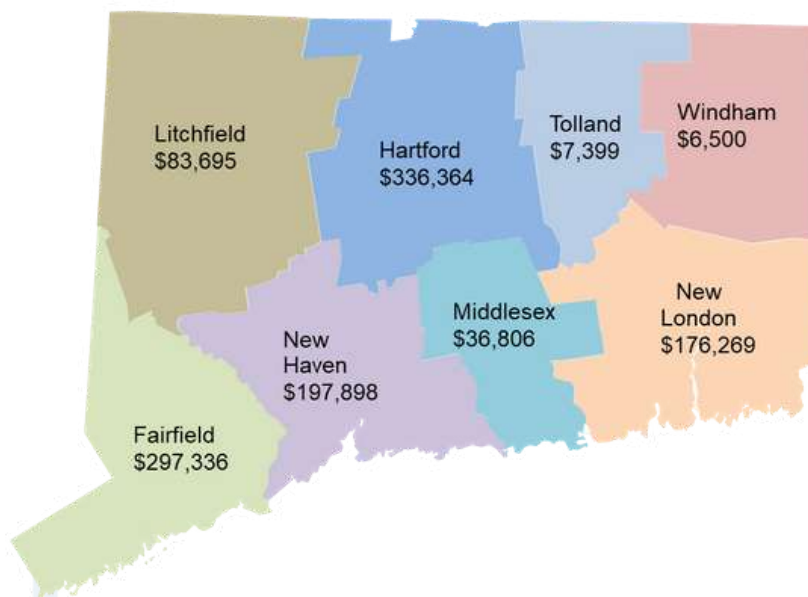 Litchfield
$83,695
Hartford
$336,364
Tolland
$7,399
Windham
$6,500
New
Haven
$197,898
Middlesex
$36,806
New
London
$176,269
Fairfield
$297,336